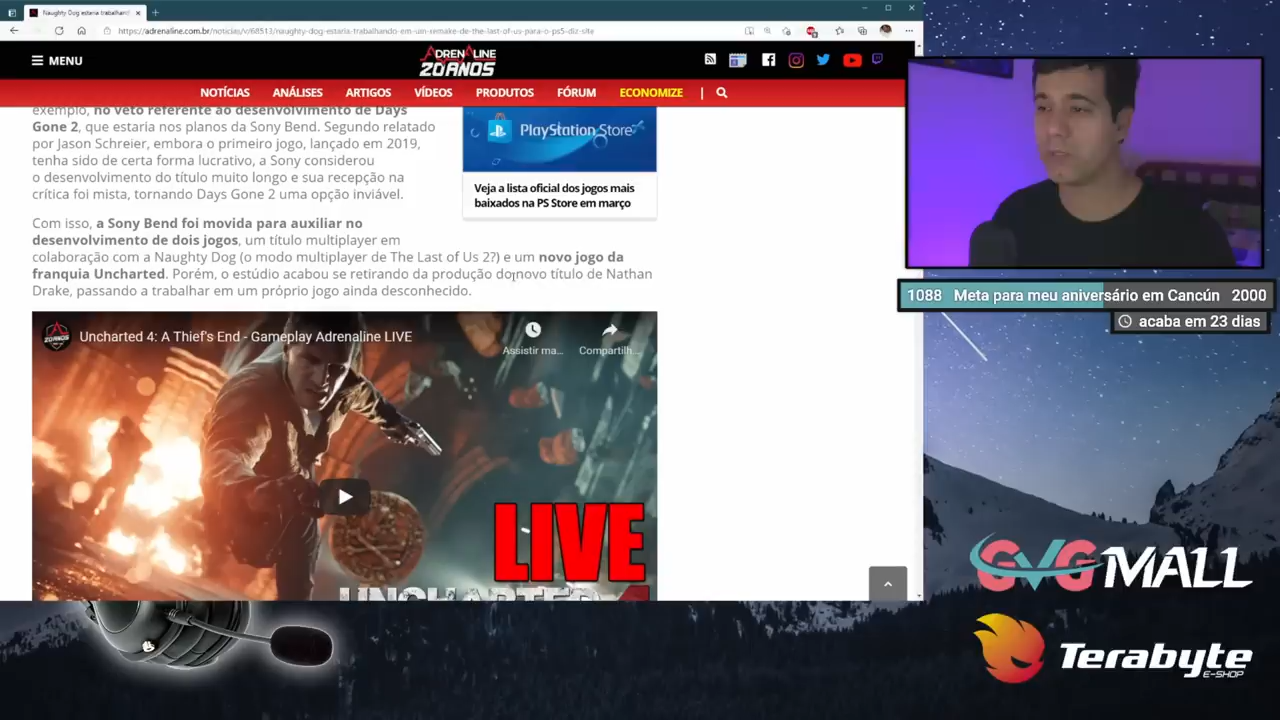 Naughty Dog estaria trabalhand
https://adrenaline.com.br/noticias/v/68513/naughty-dog-estaria-trabalhando-em-um-remake-de-the-last-of-us-para-o-ps5-diz-site
MENU
ADRENALINE
20 ANOS
NOTÍCIAS ANÁLISES ARTIGOS VÍDEOS PRODUTOS FÓRUM ECONOMIZE
exemplo, no veto referente ao desenvolvimento de Days
Gone 2, que estaria nos planos da Sony Bend. Segundo relatado
por Jason Schreier, embora o primeiro jogo, lançado em 2019,
tenha sido de certa forma lucrativo, a Sony considerou
o desenvolvimento do título muito longo e sua recepção na
crítica foi mista, tornando Days Gone 2 uma opção inviável.
PlayStation Store
Veja a lista oficial dos jogos mais
baixados na PS Store em março
Com isso, a Sony Bend foi movida para auxiliar no
desenvolvimento de dois jogos, um título multiplayer em
colaboração com a Naughty Dog (o modo multiplayer de The Last of Us 2?) e um novo jogo da
franquia Uncharted. Porém, o estúdio acabou se retirando da produção do novo título de Nathan
Drake, passando a trabalhar em um próprio jogo ainda desconhecido.
20 ANOS
Uncharted 4: A Thief's End - Gameplay Adrenaline LIVE
Assistir ma...
Compartilh...
LIVE
UNCHARTED 4
1088 Meta para meu aniversário em Cancún 2000
acaba em 23 dias
GVGMALL
Terabyte
E-SHOP